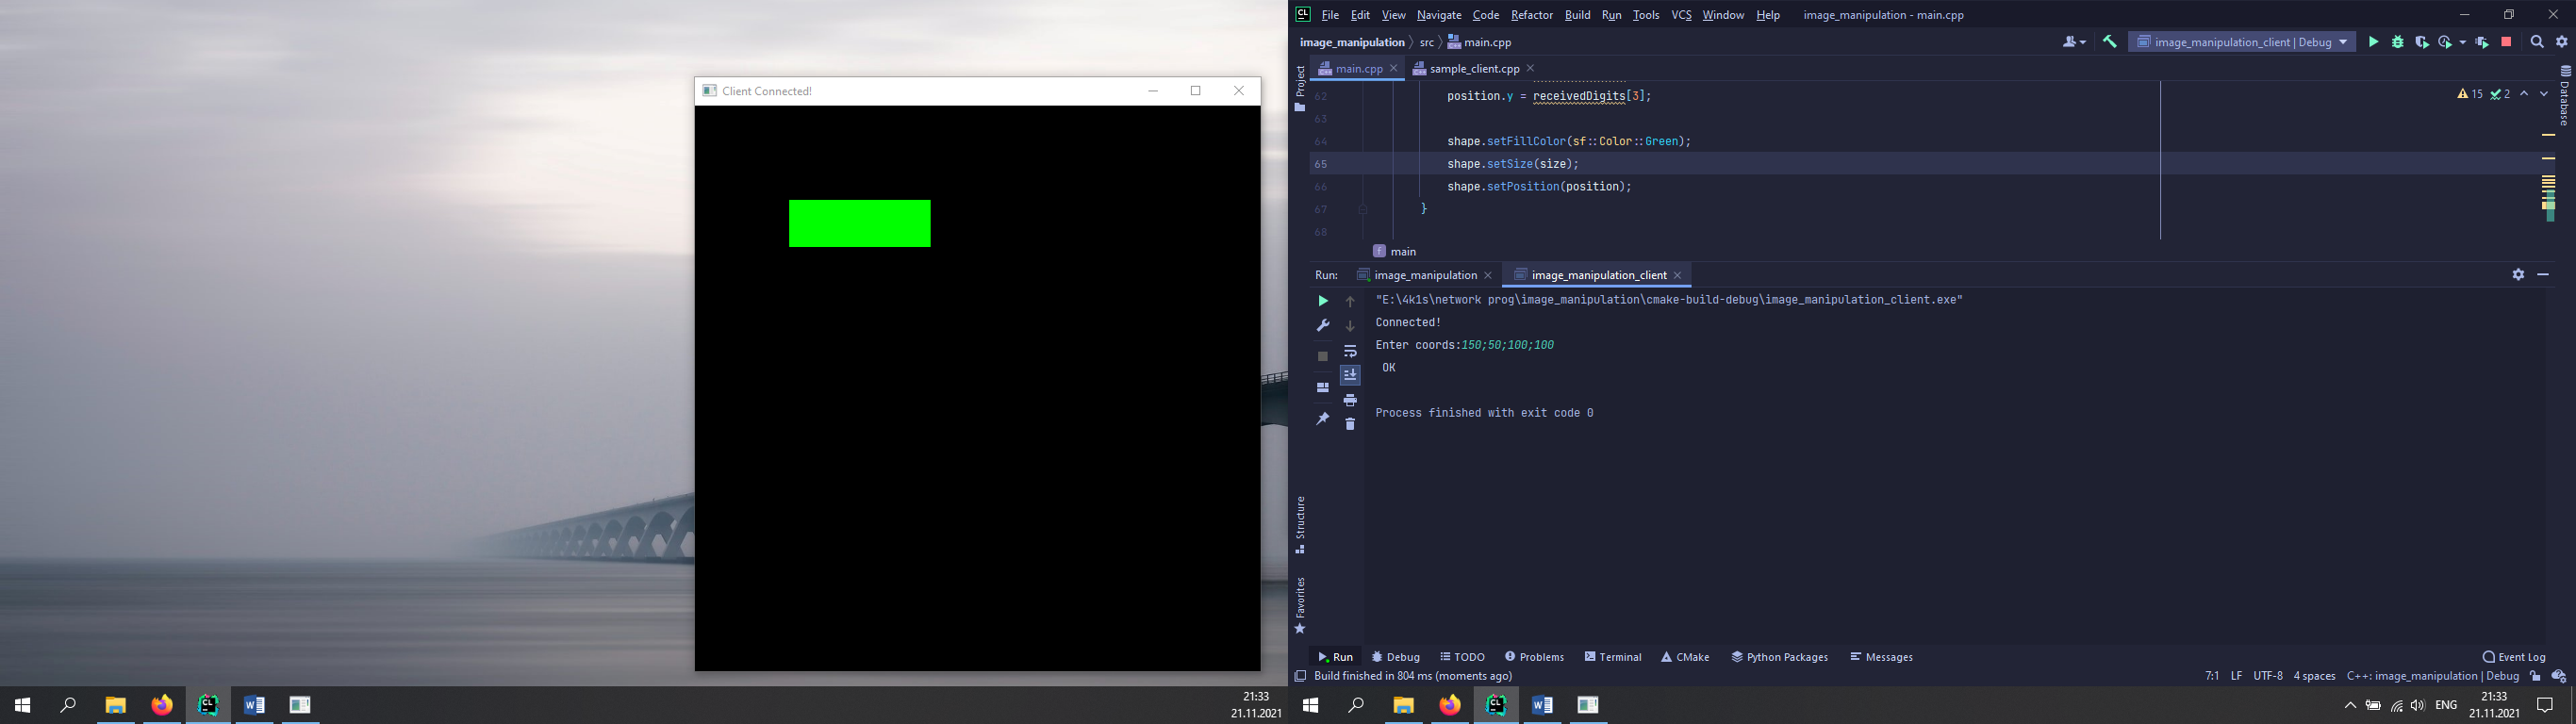 Client Connected!
21:33
21.11.2021
CL
File Edit View Navigate Code Refactor Build Run Tools VCS Window Help image_manipulation - main.cpp
image_manipulation src main.cpp
image_manipulation_client | Debug
main.cpp sample_client.cpp
Project
Database
15 2
62 position.y = receivedDigits[3];
63
64 shape.setFillColor(sf::Color::Green);
65 shape.setSize(size);
66 shape.setPosition(position);
67 }
68
f main
Run: image_manipulation image_manipulation_client
"E:\4k1s\network prog\image_manipulation\cmake-build-debug\image_manipulation_client.exe"
Connected!
Enter coords:150;50;100;100
OK
Process finished with exit code 0
Structure
Favorites
Run Debug TODO Problems Terminal CMake Python Packages Messages Event Log
Build finished in 804 ms (moments ago) 7:1 LF UTF-8 4 spaces C++: image_manipulation | Debug
ENG
21:33
21.11.2021